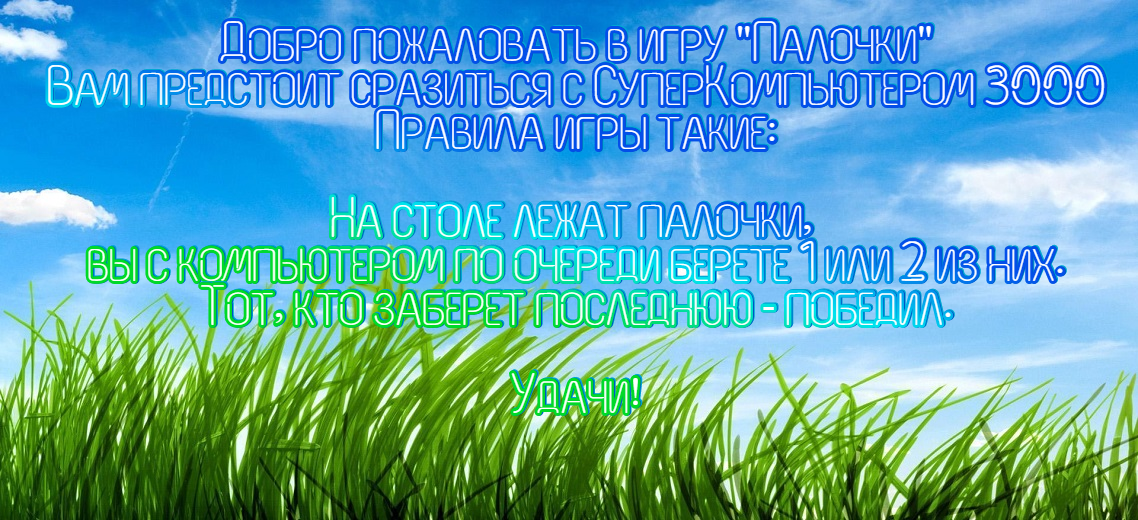 Добро пожаловать в игру "Палочки"
Вам предстоит сразиться с СуперКомпьютером 3000
Правила игры такие:
На столе лежат палочки,
вы с компьютером по очереди берете 1 или 2 из них.
Тот, кто заберет последнюю - победил.
Удачи!